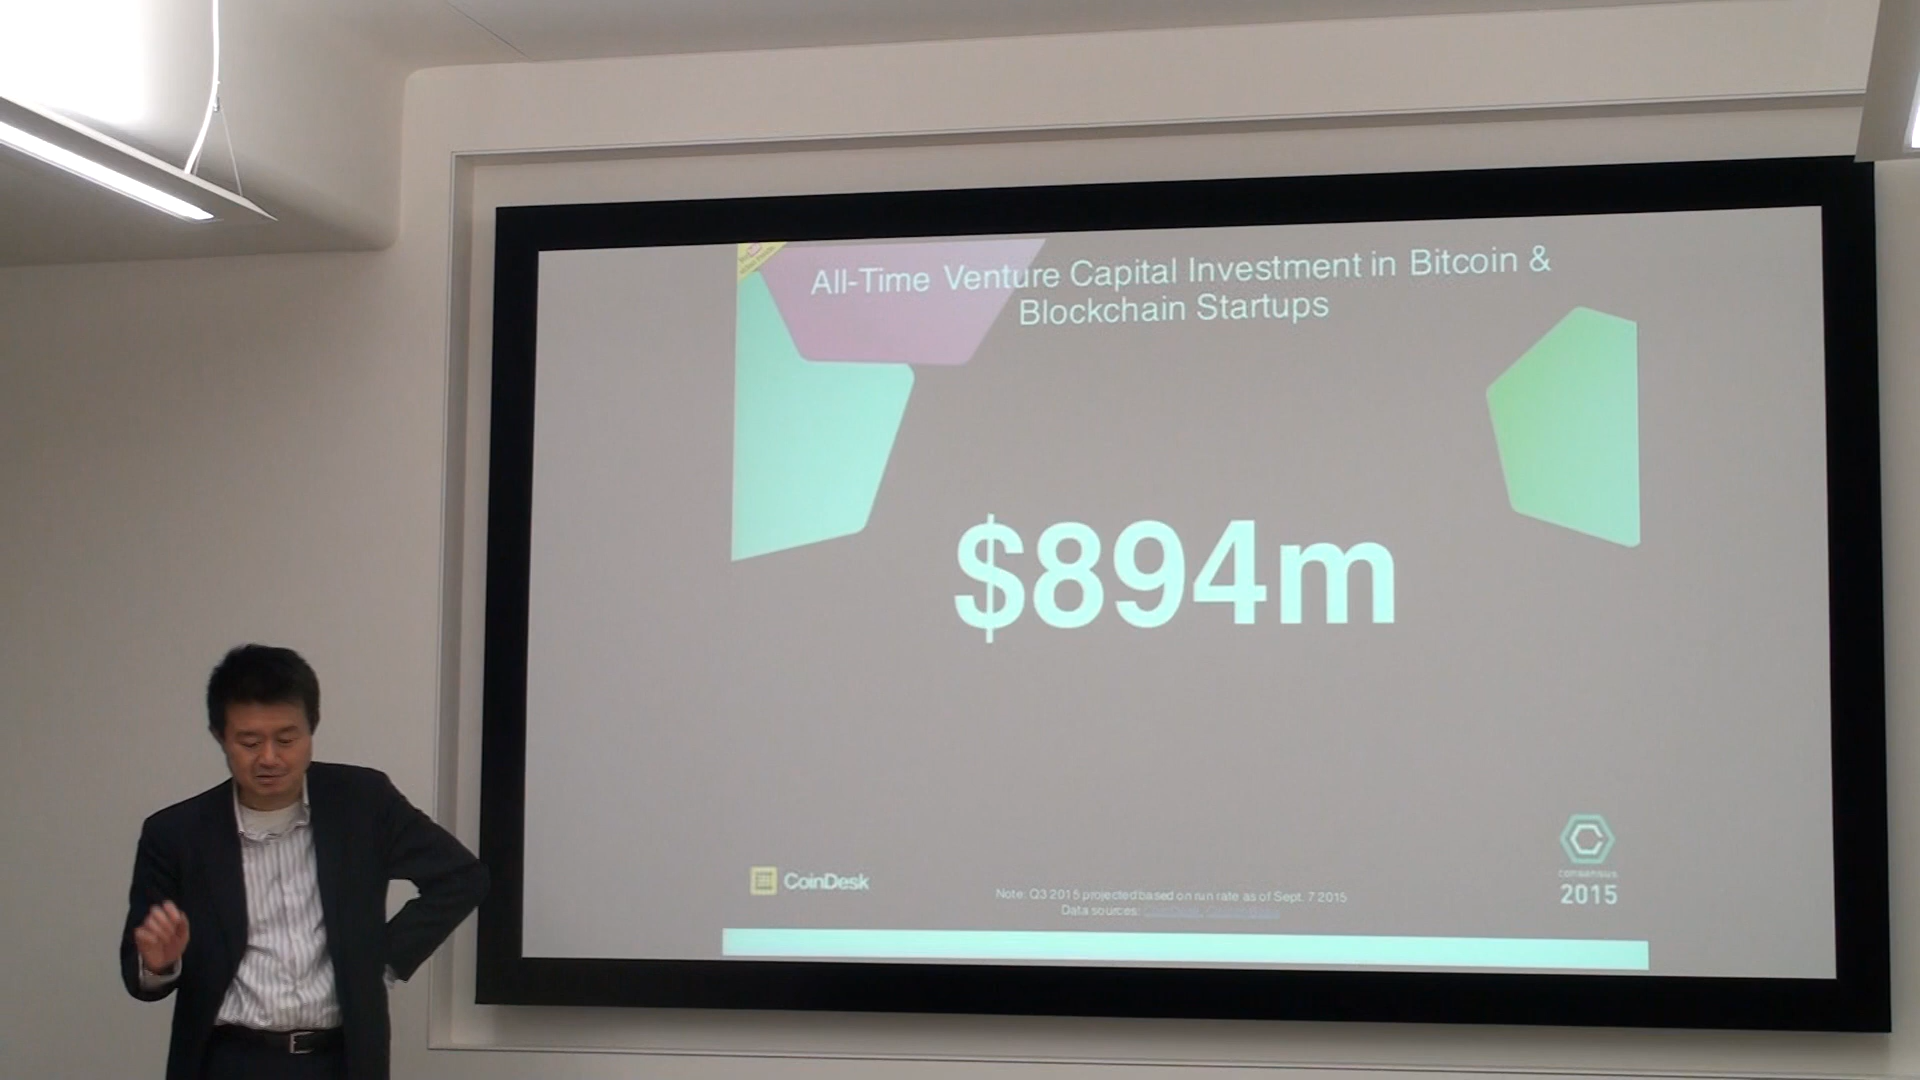 All-Time Venture Capital Investment in Bitcoin &
Blockchain Startups
$894m
CoinDesk
Note: Q3 2015 projected based on run rate as of Sept. 7 2015
Data sources:
consensus
2015